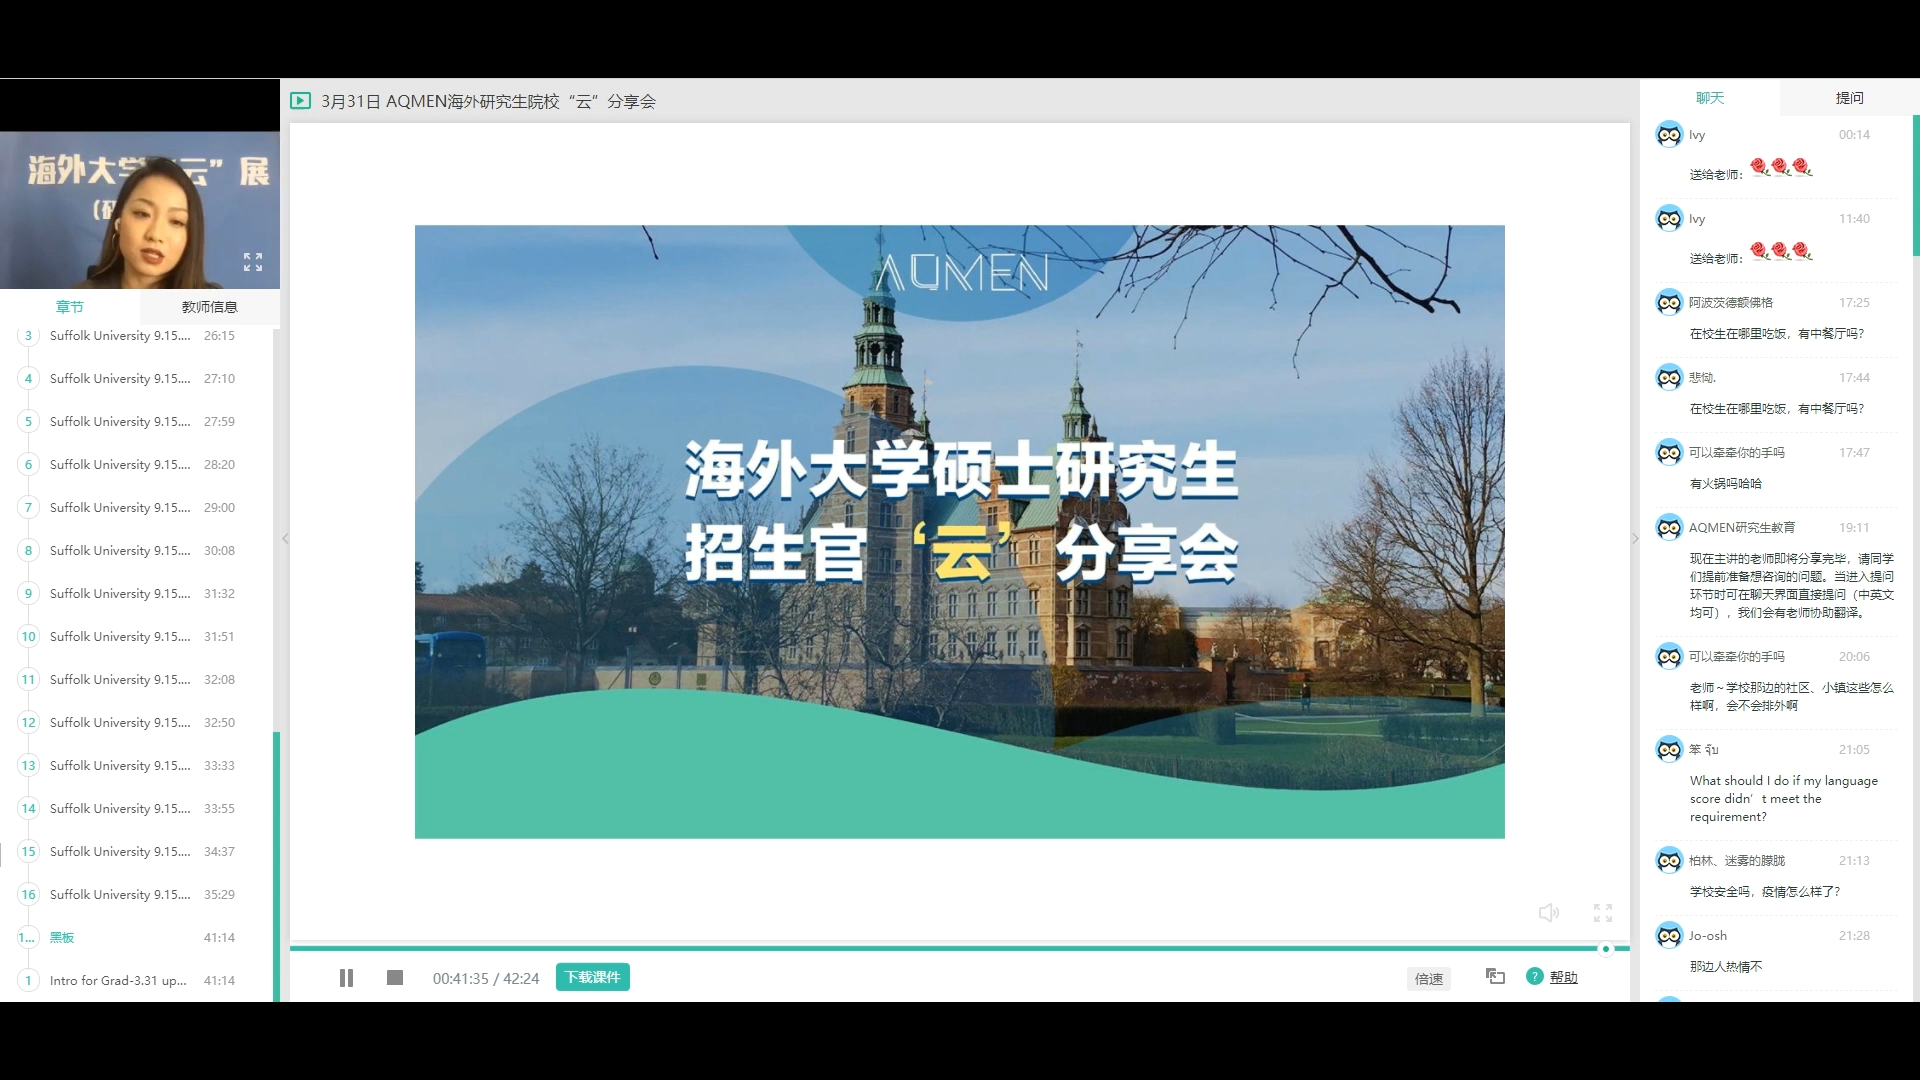 3月31日 AQMEN海外研究生院校“云”分享会
海外大学“云”展
章节
教师信息
3 Suffolk University 9.15.... 26:15
4 Suffolk University 9.15.... 27:10
5 Suffolk University 9.15.... 27:59
6 Suffolk University 9.15.... 28:20
7 Suffolk University 9.15.... 29:00
8 Suffolk University 9.15.... 30:08
9 Suffolk University 9.15.... 31:32
10 Suffolk University 9.15.... 31:51
11 Suffolk University 9.15.... 32:08
12 Suffolk University 9.15.... 32:50
13 Suffolk University 9.15.... 33:33
14 Suffolk University 9.15.... 33:55
15 Suffolk University 9.15.... 34:37
16 Suffolk University 9.15.... 35:29
1... 黑板 41:14
1 Intro for Grad-3.31 up... 41:14
AQMEN
海外大学硕士研究生
招生官‘云’分享会
00:41:35 / 42:24
下载课件
倍速
? 帮助
聊天
提问
Ivy 00:14
送给老师：
Ivy 11:40
送给老师：
阿波茨德额佛格 17:25
在校生在哪里吃饭，有中餐厅吗？
悲恸. 17:44
在校生在哪里吃饭，有中餐厅吗？
可以牵牵你的手吗 17:47
有火锅吗哈哈
AQMEN研究生教育 19:11
现在主讲的老师即将分享完毕，请同学
们提前准备想咨询的问题。当进入提问
环节时可在聊天界面直接提问（中英文
均可），我们会有老师协助翻译。
可以牵牵你的手吗 20:06
老师～学校那边的社区、小镇这些怎么
样啊，会不会排外啊
笨 21:05
What should I do if my language
score didn’t meet the
requirement?
柏林、迷雾的朦胧 21:13
学校安全吗，疫情怎么样了？
Jo-osh 21:28
那边人热情不